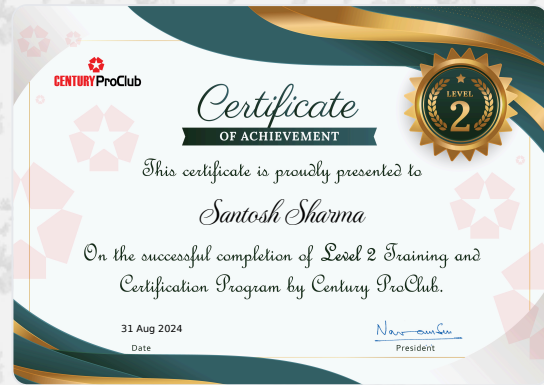 CENTURY ProClub
LEVEL
2
Certificate
OF ACHIEVEMENT
This certificate is proudly presented to
Santosh Sharma
On the successful completion of Level 2 Training and
Certification Program by Century ProClub.
31 Aug 2024
Date
President